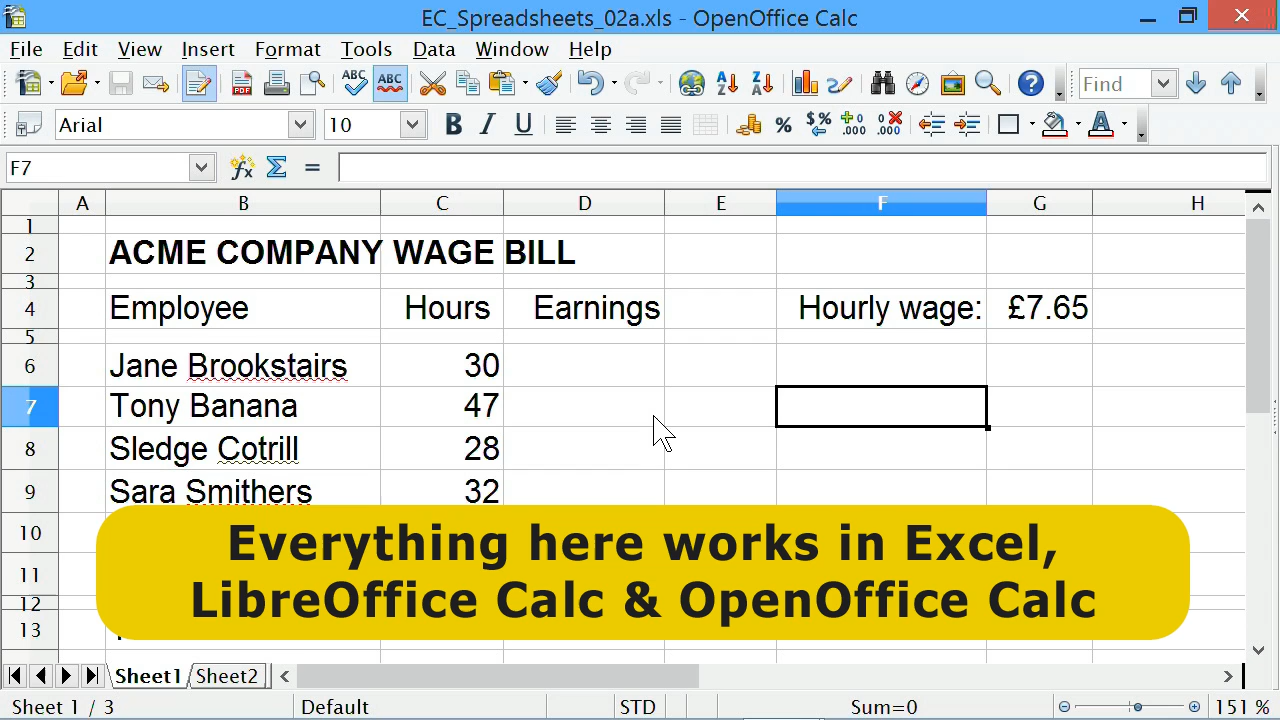 EC_Spreadsheets_02a.xls - OpenOffice Calc
File Edit View Insert Format Tools Data Window Help
Find
Arial 10
F7
A B C D E F G H
1
2 ACME COMPANY WAGE BILL
3
4 Employee Hours Earnings Hourly wage: £7.65
5
6 Jane Brookstairs 30
7 Tony Banana 47
8 Sledge Cotrill 28
9 Sara Smithers 32
10
11
12
13
Everything here works in Excel,
LibreOffice Calc & OpenOffice Calc
Sheet1 Sheet2
Sheet 1 / 3 Default STD Sum=0 151 %